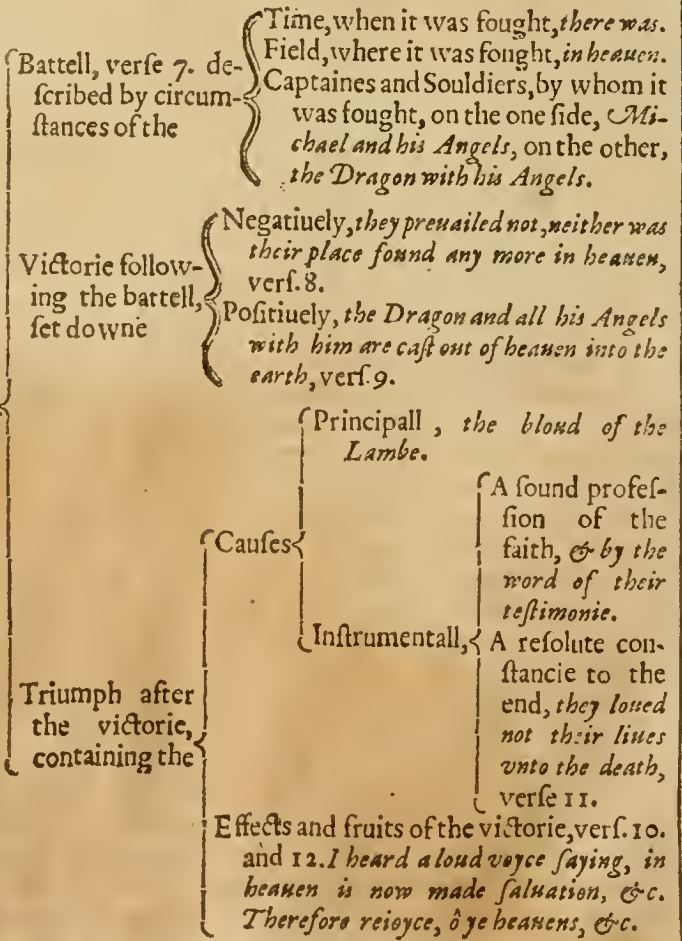 Battell, verſe 7. de-
ſcribed by circum-
ſtances of the
Time, when it was fought, there was.
Field, where it was fonght, in heauen.
Captaines and Souldiers, by whom it
was fought, on the one ſide, Mi-
chael and his Angels, on the other,
the Dragon with his Angels.
Victorie follow-
ing the battell,
ſet downe
Negatiuely, they preuailed not, neither was
their place found any more in heauen,
verſ. 8.
Poſitiuely, the Dragon and all his Angels
with him are caſt out of heauen into the
earth, verſ. 9.
Triumph after
the victorie,
containing the
Cauſes
Principall, the bloud of the
Lambe.
Inſtrumentall,
A ſound profeſ-
ſion of the
faith, & by the
word of their
teſtimonie.
A reſolute con-
ſtancie to the
end, they loued
not their liues
vnto the death,
verſe 11.
Effects and fruits of the victorie, verſ. 10.
and 12. I heard a loud voyce ſaying, in
heauen is now made ſaluation, &c.
Therefore reioyce, ô ye heauens, &c.